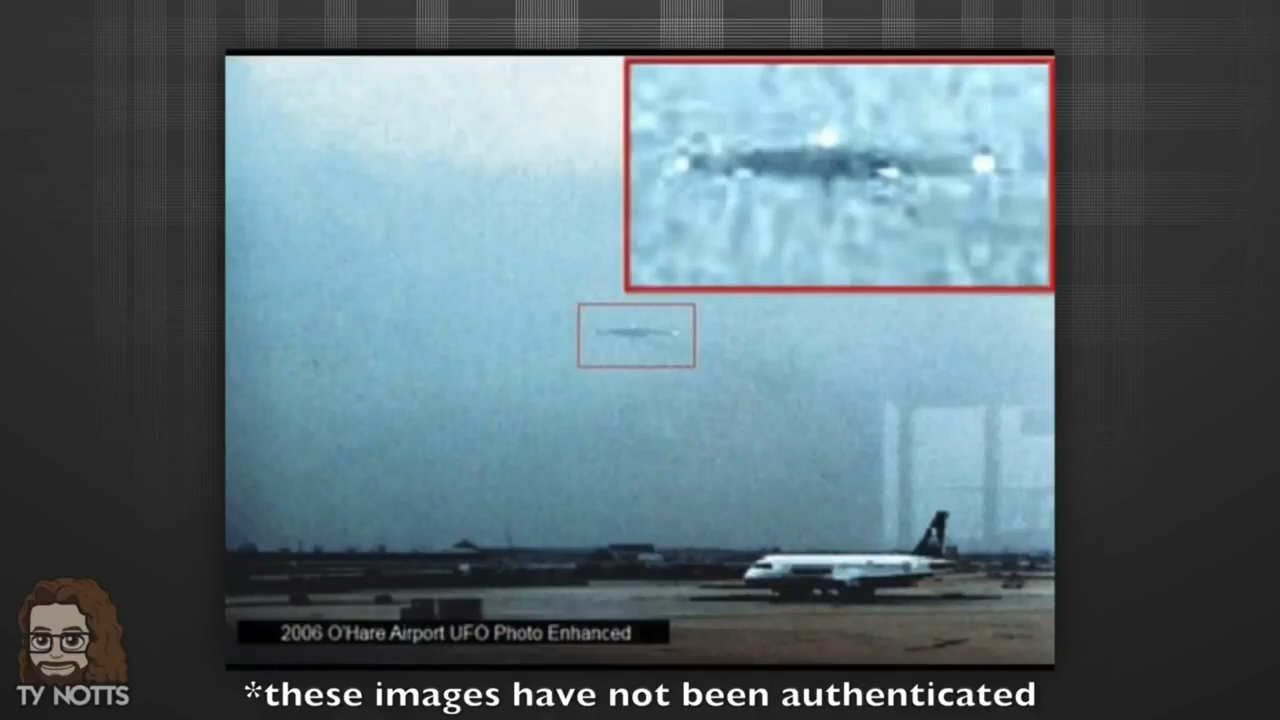 2006 O'Hare Airport UFO Photo Enhanced
TY NOTTS
*these images have not been authenticated